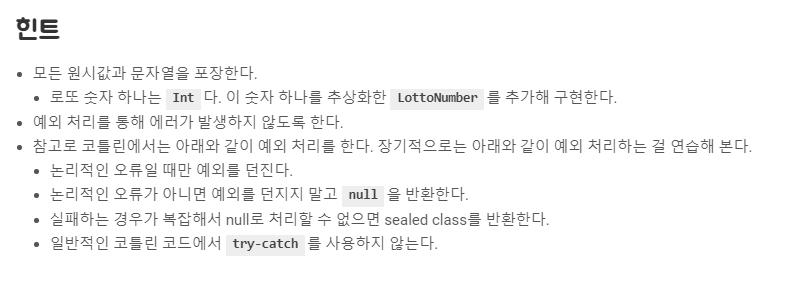 힌트
모든 원시값과 문자열을 포장한다.
로또 숫자 하나는 Int 다. 이 숫자 하나를 추상화한 LottoNumber 를 추가해 구현한다.
예외 처리를 통해 에러가 발생하지 않도록 한다.
참고로 코틀린에서는 아래와 같이 예외 처리를 한다. 장기적으로는 아래와 같이 예외 처리하는 걸 연습해 본다.
논리적인 오류일 때만 예외를 던진다.
논리적인 오류가 아니면 예외를 던지지 말고 null 을 반환한다.
실패하는 경우가 복잡해서 null로 처리할 수 없으면 sealed class를 반환한다.
일반적인 코틀린 코드에서 try-catch 를 사용하지 않는다.